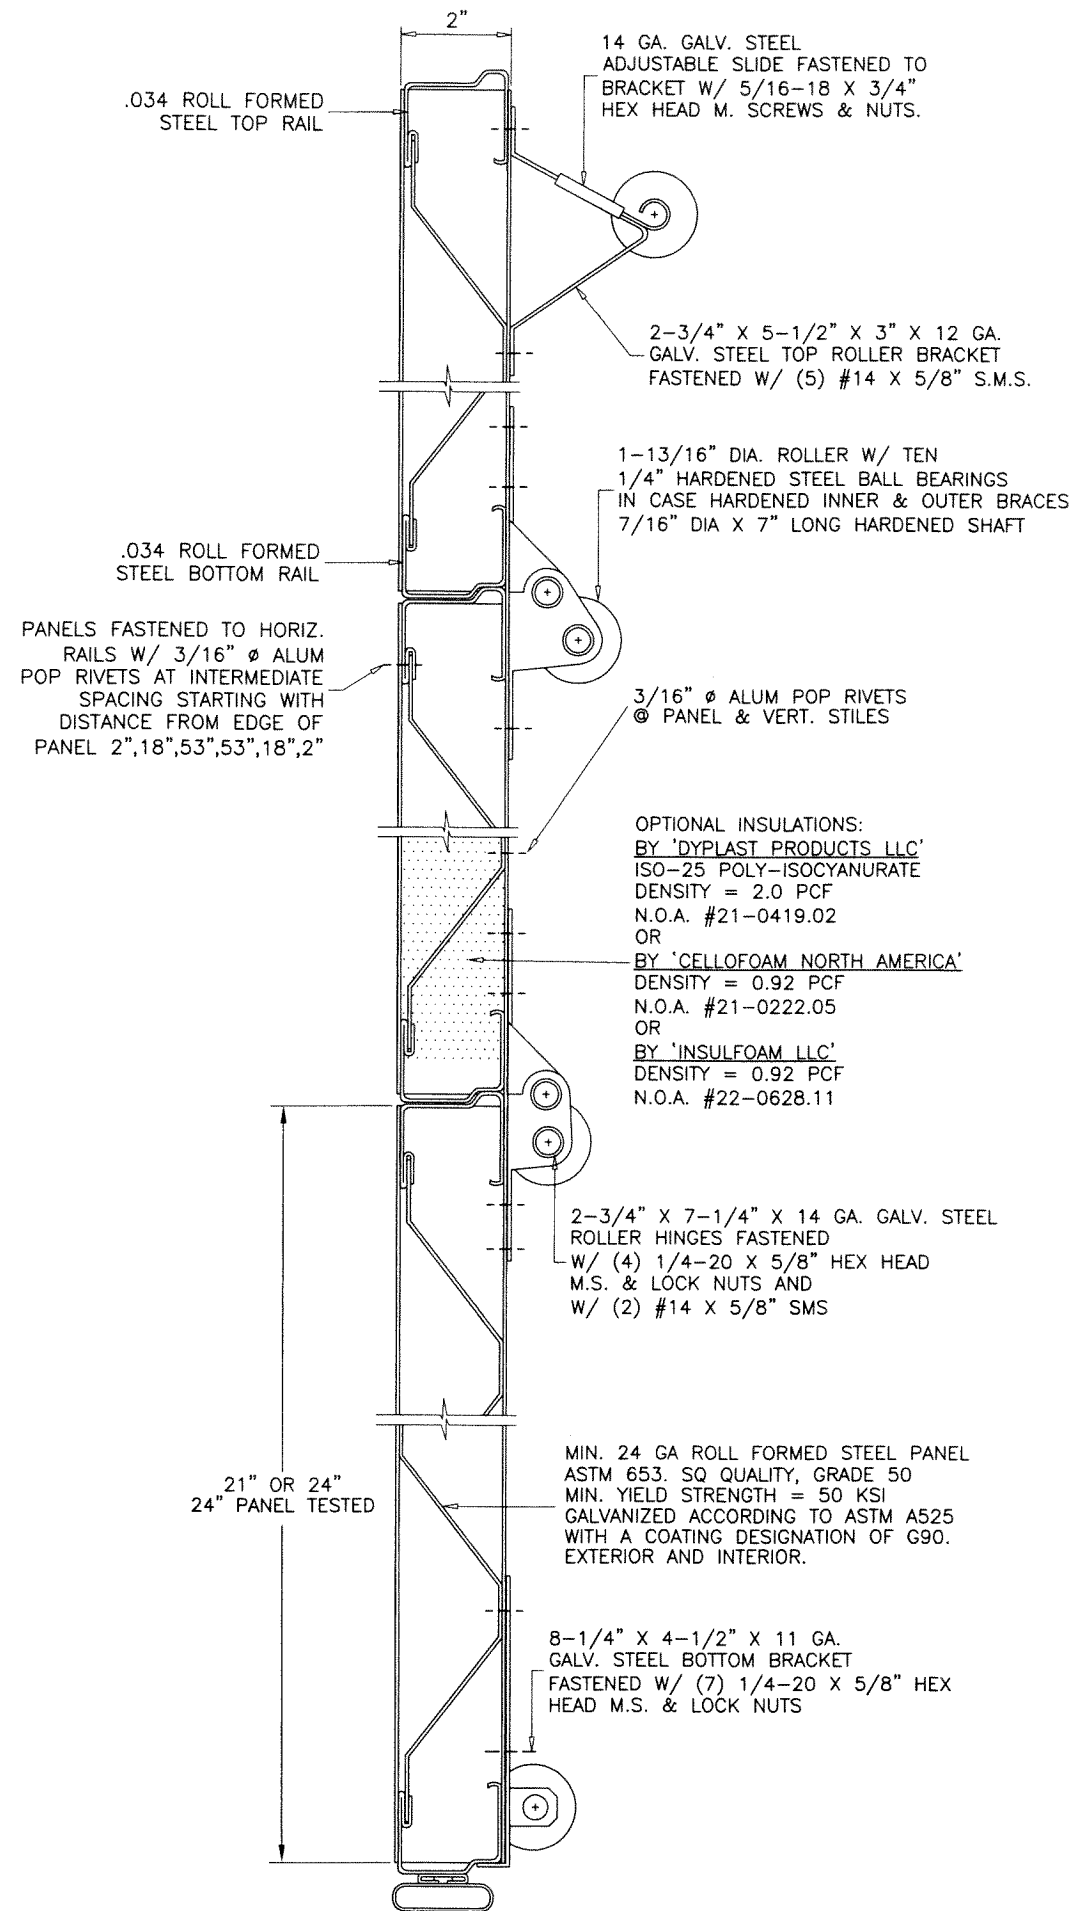 2"
14 GA. GALV. STEEL
ADJUSTABLE SLIDE FASTENED TO
BRACKET W/ 5/16-18 X 3/4"
HEX HEAD M. SCREWS & NUTS.
.034 ROLL FORMED
STEEL TOP RAIL
2-3/4" X 5-1/2" X 3" X 12 GA.
GALV. STEEL TOP ROLLER BRACKET
FASTENED W/ (5) #14 X 5/8" S.M.S.
1-13/16" DIA. ROLLER W/ TEN
1/4" HARDENED STEEL BALL BEARINGS
IN CASE HARDENED INNER & OUTER BRACES
7/16" DIA X 7" LONG HARDENED SHAFT
.034 ROLL FORMED
STEEL BOTTOM RAIL
PANELS FASTENED TO HORIZ.
RAILS W/ 3/16" ø ALUM
POP RIVETS AT INTERMEDIATE
SPACING STARTING WITH
DISTANCE FROM EDGE OF
PANEL 2",18",53",53",18",2"
3/16" ø ALUM POP RIVETS
@ PANEL & VERT. STILES
OPTIONAL INSULATIONS:
BY 'DYPLAST PRODUCTS LLC'
ISO-25 POLY-ISOCYANURATE
DENSITY = 2.0 PCF
N.O.A. #21-0419.02
OR
BY 'CELLOFOAM NORTH AMERICA'
DENSITY = 0.92 PCF
N.O.A. #21-0222.05
OR
BY 'INSULFOAM LLC'
DENSITY = 0.92 PCF
N.O.A. #22-0628.11
2-3/4" X 7-1/4" X 14 GA. GALV. STEEL
ROLLER HINGES FASTENED
W/ (4) 1/4-20 X 5/8" HEX HEAD
M.S. & LOCK NUTS AND
W/ (2) #14 X 5/8" SMS
21" OR 24"
24" PANEL TESTED
MIN. 24 GA ROLL FORMED STEEL PANEL
ASTM 653. SQ QUALITY, GRADE 50
MIN. YIELD STRENGTH = 50 KSI
GALVANIZED ACCORDING TO ASTM A525
WITH A COATING DESIGNATION OF G90.
EXTERIOR AND INTERIOR.
8-1/4" X 4-1/2" X 11 GA.
GALV. STEEL BOTTOM BRACKET
FASTENED W/ (7) 1/4-20 X 5/8" HEX
HEAD M.S. & LOCK NUTS